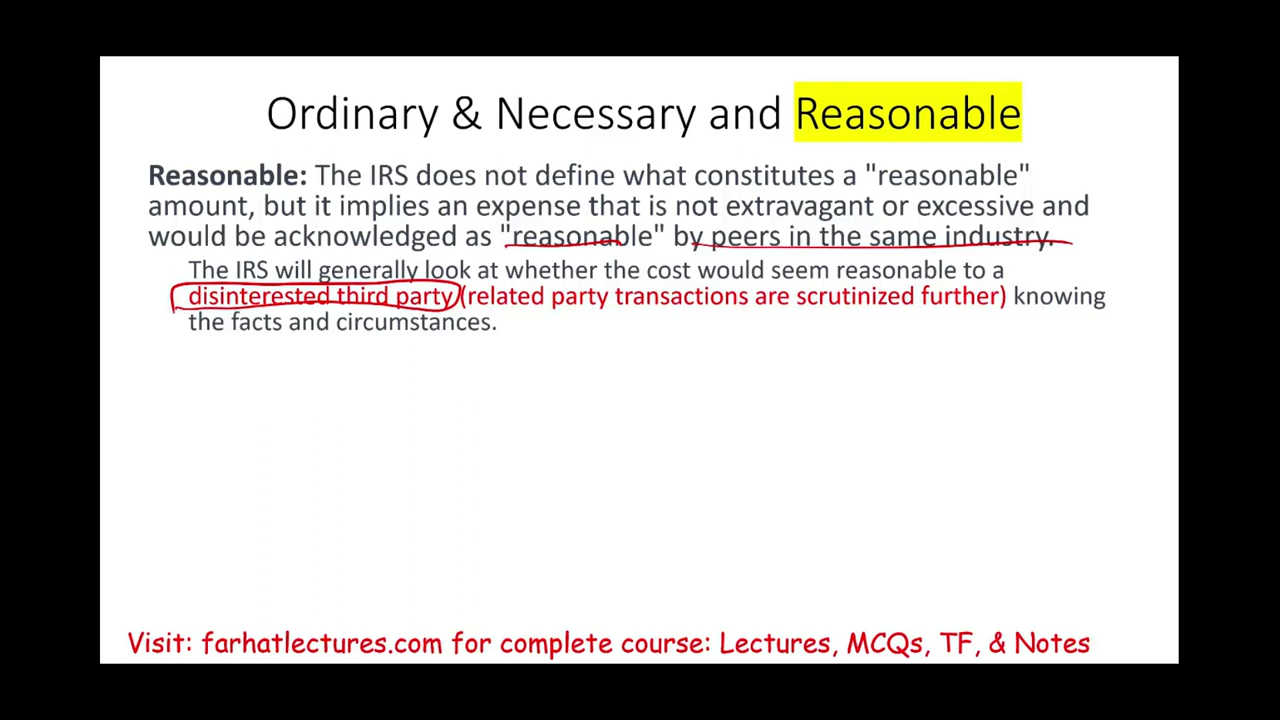 Ordinary & Necessary and Reasonable
Reasonable: The IRS does not define what constitutes a "reasonable"
amount, but it implies an expense that is not extravagant or excessive and
would be acknowledged as "reasonable" by peers in the same industry.
The IRS will generally look at whether the cost would seem reasonable to a
disinterested third party (related party transactions are scrutinized further) knowing
the facts and circumstances.
Visit: farhatlectures.com for complete course: Lectures, MCQs, TF, & Notes